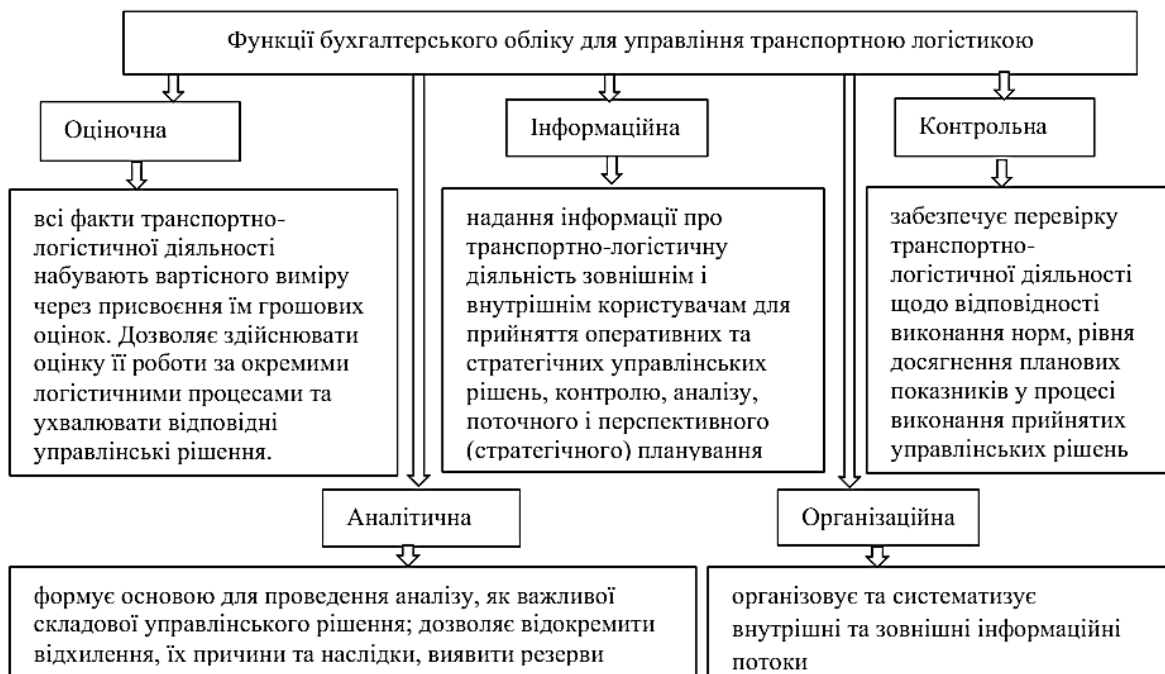 Функції бухгалтерського обліку для управління транспортною логістикою
Оціночна
Інформаційна
Контрольна
всі факти транспортно-
логістичної діяльності
набувають вартісного виміру
через присвоєння їм грошових
оцінок. Дозволяє здійснювати
оцінку її роботи за окремими
логістичними процесами та
ухвалювати відповідні
управлінські рішення.
надання інформації про
транспортно-логістичну
діяльність зовнішнім і
внутрішнім користувачам для
прийняття оперативних та
стратегічних управлінських
рішень, контролю, аналізу,
поточного і перспективного
(стратегічного) планування
забезпечує перевірку
транспортно-
логістичної діяльності
щодо відповідності
виконання норм, рівня
досягнення планових
показників у процесі
виконання прийнятих
управлінських рішень
Аналітична
Організаційна
формує основою для проведення аналізу, як важливої
складової управлінського рішення; дозволяє відокремити
відхилення, їх причини та наслідки, виявити резерви
організовує та систематизує
внутрішні та зовнішні інформаційні
потоки